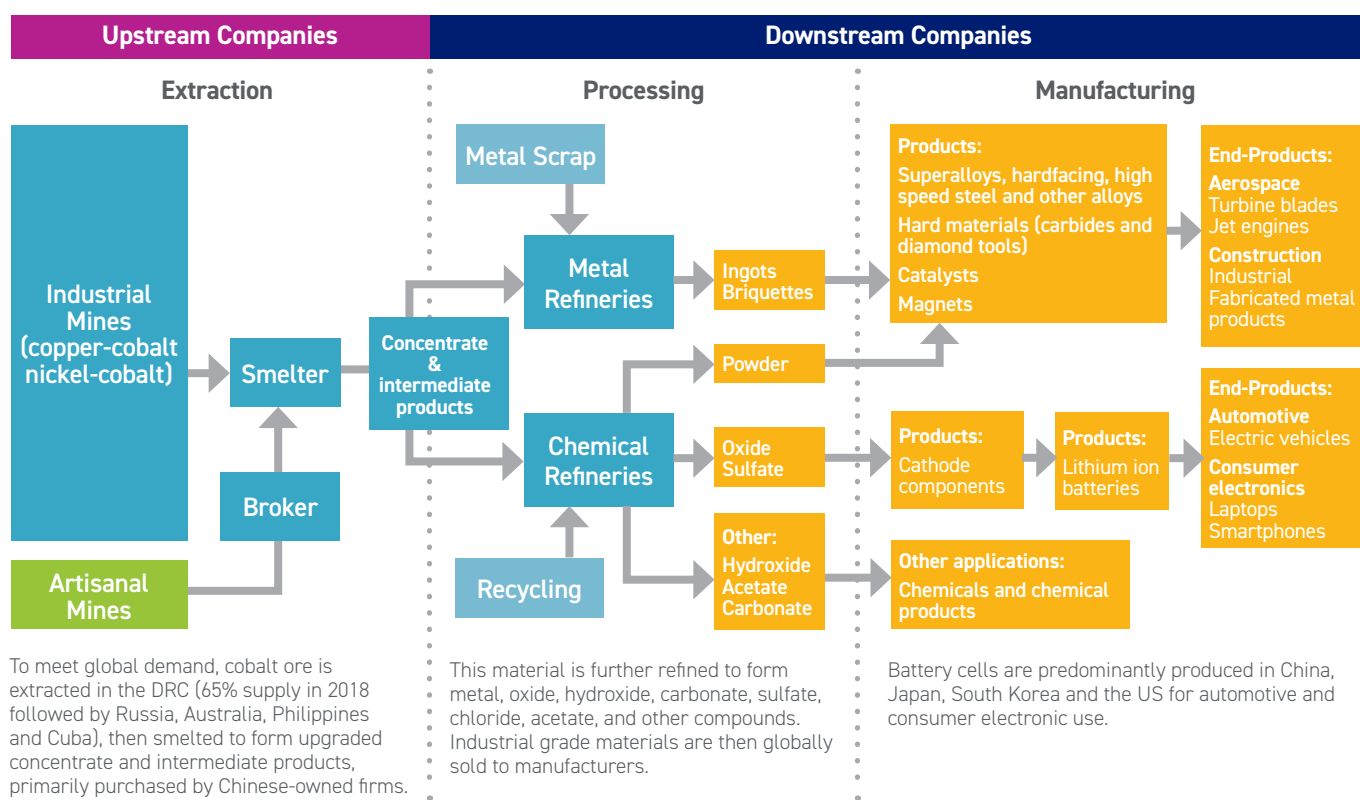 Upstream Companies
Downstream Companies
Extraction
Processing
Manufacturing
Industrial
Mines
(copper-cobalt
nickel-cobalt)
Artisanal
Mines
Smelter
Broker
Concentrate
&
intermediate
products
Metal Scrap
Metal
Refineries
Chemical
Refineries
Recycling
Ingots
Briquettes
Powder
Oxide
Sulfate
Other:
Hydroxide
Acetate
Carbonate
Products:
Superalloys, hardfacing, high
speed steel and other alloys
Hard materials (carbides and
diamond tools)
Catalysts
Magnets
End-Products:
Aerospace
Turbine blades
Jet engines
Construction
Industrial
Fabricated metal
products
Products:
Cathode
components
Products:
Lithium ion
batteries
End-Products:
Automotive
Electric vehicles
Consumer
electronics
Laptops
Smartphones
Other applications:
Chemicals and chemical
products
To meet global demand, cobalt ore is
extracted in the DRC (65% supply in 2018
followed by Russia, Australia, Philippines
and Cuba), then smelted to form upgraded
concentrate and intermediate products,
primarily purchased by Chinese-owned firms.
This material is further refined to form
metal, oxide, hydroxide, carbonate, sulfate,
chloride, acetate, and other compounds.
Industrial grade materials are then globally
sold to manufacturers.
Battery cells are predominantly produced in China,
Japan, South Korea and the US for automotive and
consumer electronic use.